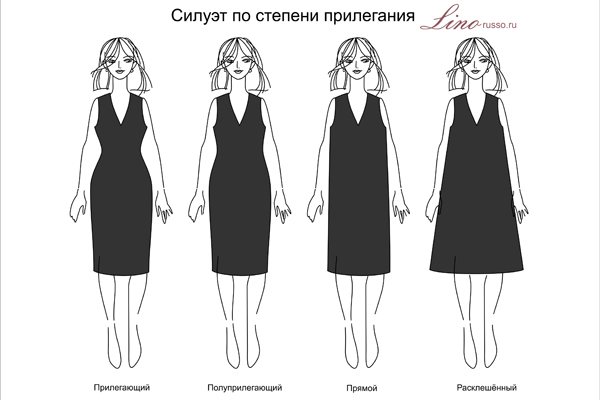 Силуэт по степени прилегания
Lino-russo.ru
Прилегающий
Полуприлегающий
Прямой
Расклешённый